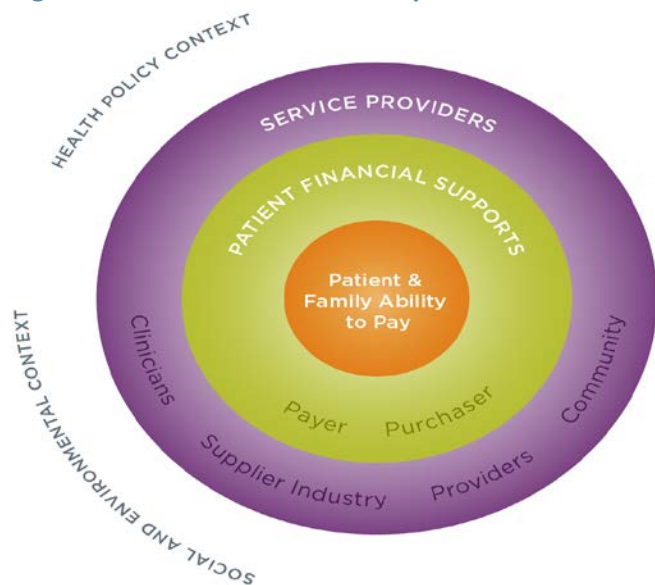 HEALTH POLICY CONTEXT
SERVICE PROVIDERS
PATIENT FINANCIAL SUPPORTS
Patient &
Family Ability
to Pay
SOCIAL AND ENVIRONMENTAL CONTEXT
Clinicians
Payer
Purchaser
Community
Supplier Industry
Providers